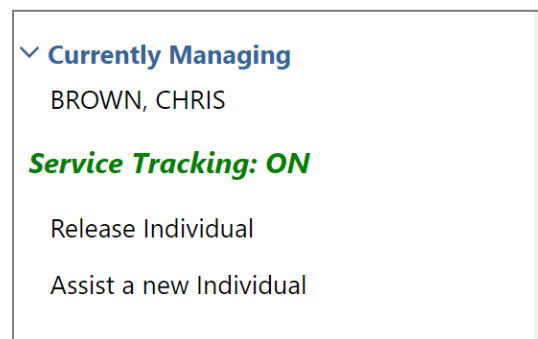 Currently Managing
BROWN, CHRIS
Service Tracking: ON
Release Individual
Assist a new Individual